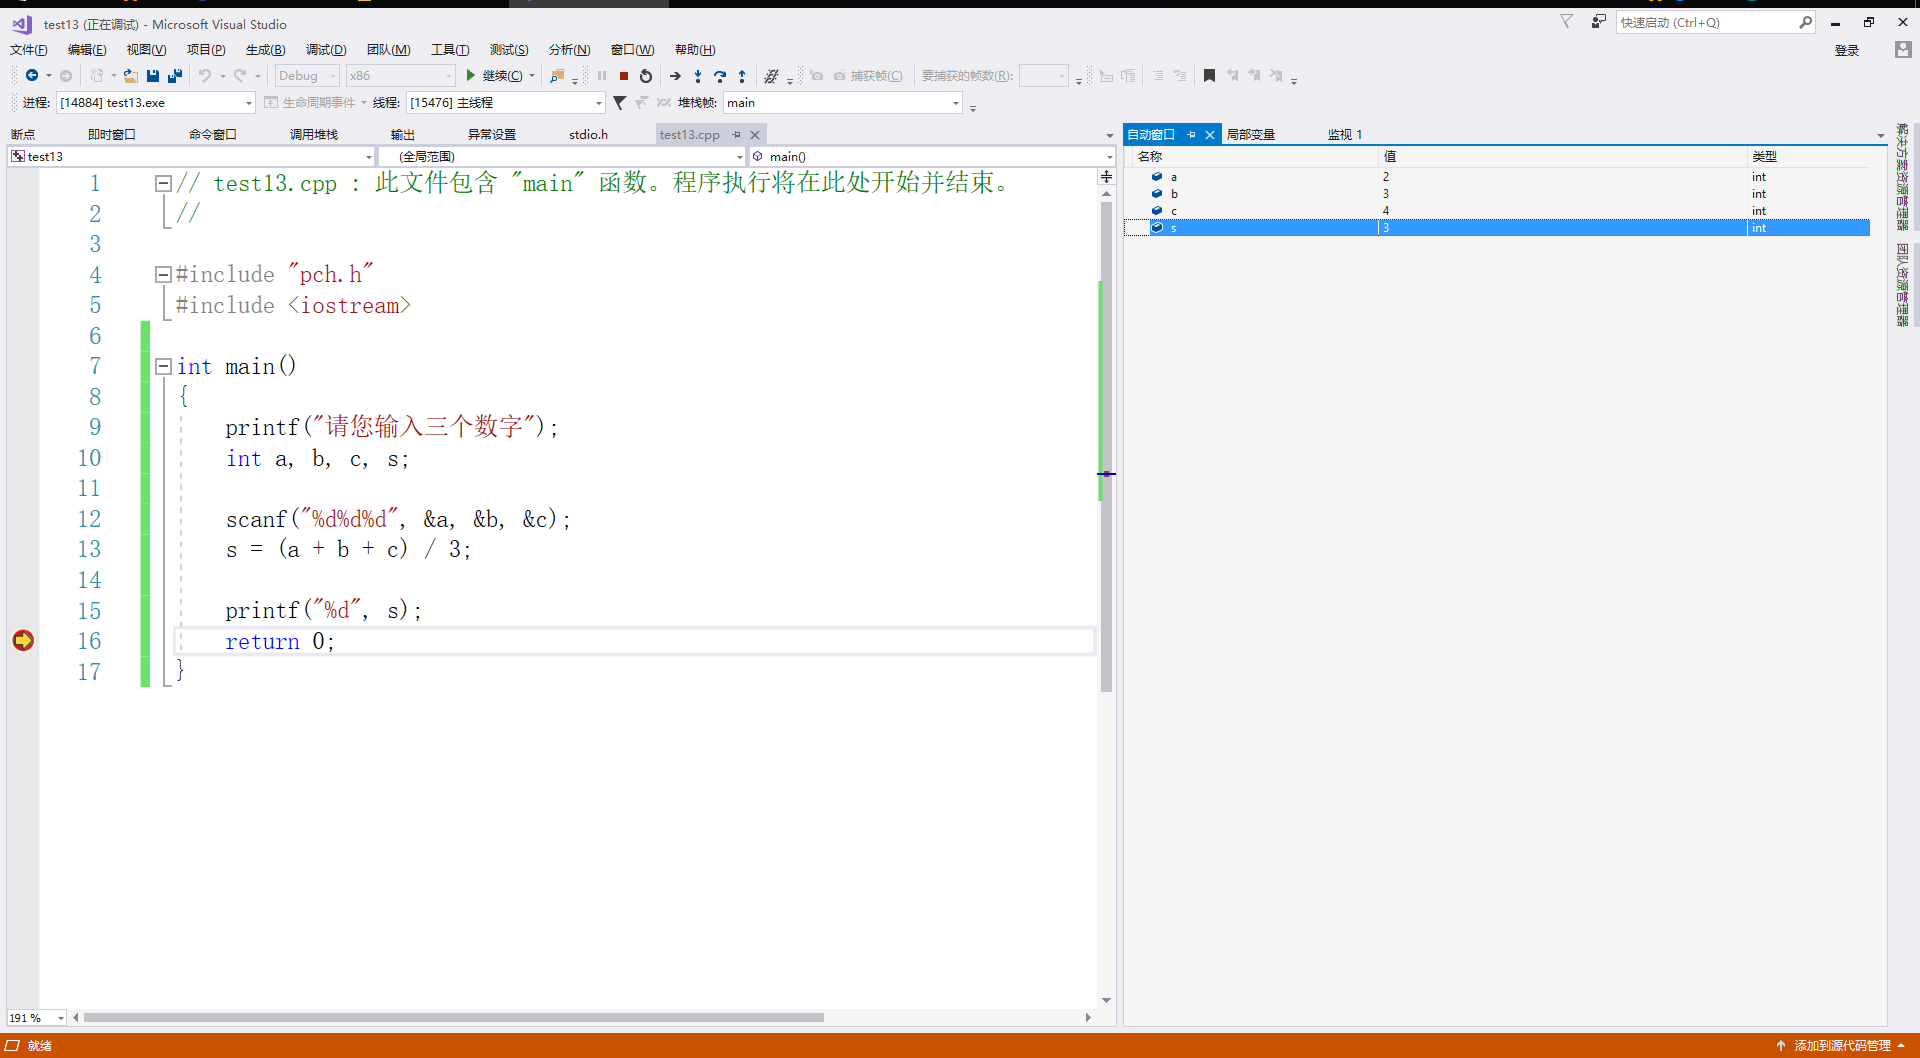 test13 (正在调试) - Microsoft Visual Studio
快速启动 (Ctrl+Q)
文件(F) 编辑(E) 视图(V) 项目(P) 生成(B) 调试(D) 团队(M) 工具(T) 测试(S) 分析(N) 窗口(W) 帮助(H)
登录
Debug x86 继续(C) 捕获帧(C) 要捕获的帧数(R):
进程: [14884] test13.exe 生命周期事件 线程: [15476] 主线程 堆栈帧: main
断点 即时窗口 命令窗口 调用堆栈 输出 异常设置 stdio.h test13.cpp
test13 (全局范围) main()
1 // test13.cpp : 此文件包含 "main" 函数。程序执行将在此处开始并结束。
2 //
3
4 #include "pch.h"
5 #include <iostream>
6
7 int main()
8 {
9 printf("请您输入三个数字");
10 int a, b, c, s;
11
12 scanf("%d%d%d", &a, &b, &c);
13 s = (a + b + c) / 3;
14
15 printf("%d", s);
16 return 0;
17 }
191 %
自动窗口 局部变量 监视 1
名称 值 类型
a 2 int
b 3 int
c 4 int
s 3 int
解决方案资源管理器
团队资源管理器
就绪
添加到源代码管理